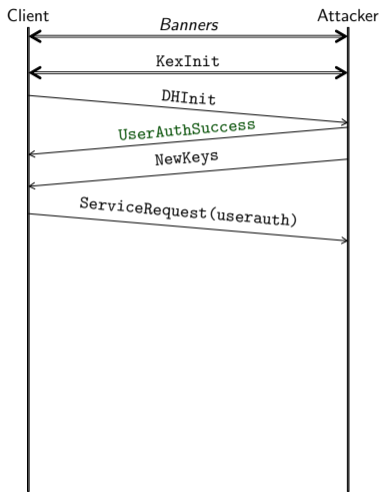 Client
Attacker
Banners
KexInit
DHInit
UserAuthSuccess
NewKeys
ServiceRequest(userauth)